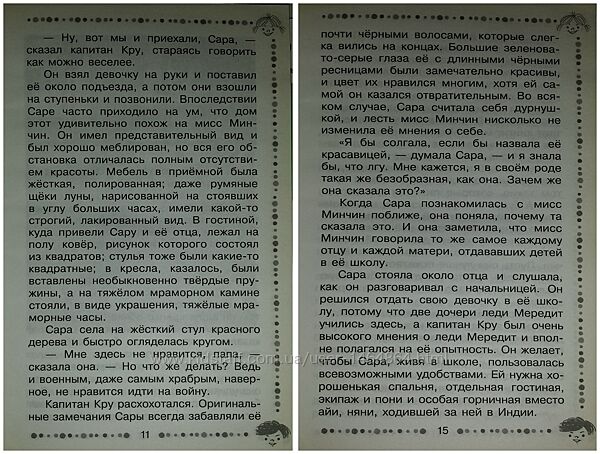 — Ну, вот мы и приехали, Сара, —
сказал капитан Кру, стараясь говорить
как можно веселее.
Он взял девочку на руки и поставил
её около подъезда, а потом они взошли
на ступеньки и позвонили. Впоследствии
Саре часто приходило на ум, что дом
этот удивительно похож на мисс Мин-
чин. Он имел представительный вид и
был хорошо меблирован, но вся его об-
становка отличалась полным отсутстви-
ем красоты. Мебель в приёмной была
жёсткая, полированная; даже румяные
щёки луны, нарисованной на стоявших
в углу больших часах, имели какой-то
строгий, лакированный вид. В гостиной,
куда привели Сару и её отца, лежал на
полу ковёр, рисунок которого состоял
из квадратов; стулья тоже были какие-то
квадратные; в кресла, казалось, были
вставлены необыкновенно твёрдые пру-
жины, а на тяжёлом мраморном камине
стояли, в виде украшения, тяжёлые мра-
морные часы.
Сара села на жёсткий стул красного
дерева и быстро огляделась кругом.
— Мне здесь не
сказала она. — Но что же делать? Ведь
и военным, даже самым храбрым, навер-
ное, не нравится идти на войну.
Капитан Кру расхохотался. Оригиналь-
ные замечания Сары всегда забавляли её
11
почти чёрными волосами, которые слег-
ка вились на концах. Большие зеленова-
то-серые глаза её с длинными чёрными
ресницами были замечательно красивы,
и цвет их нравился многим, хотя ей са-
мой он казался отвратительным. Во вся-
ком случае, Сара считала себя дурнуш-
кой, и лесть мисс Минчин нисколько не
изменила её мнения о себе.
«Я бы солгала, если бы назвала её
красавицей, — думала Сара, — и я знала
бы, что лгу. Мне кажется, я в своём роде
такая же безобразная, как она. Зачем же
она сказала это?»
Когда Сара познакомилась с мисс
Минчин поближе, она поняла, почему та
сказала это. И она заметила, что мисс
Минчин говорила то же самое каждому
отцу и каждой матери, отдававших детей
в её школу.
Сара стояла около отца и слушала,
как он разговаривал с начальницей. Он
решился отдать свою девочку в её шко-
лу, потому что две дочери леди Мередит
учились здесь, а капитан Кру был очень
высокого мнения о леди Мередит и впол-
не полагался на её опытность. Он желает,
чтобы Сара, живя в школе, пользовалась
всевозможными удобствами. Ей нужна хо-
рошенькая спальня, отдельная гостиная,
экипаж и пони и особая горничная вместо
айи, няни, ходившей за ней в Индии.
15